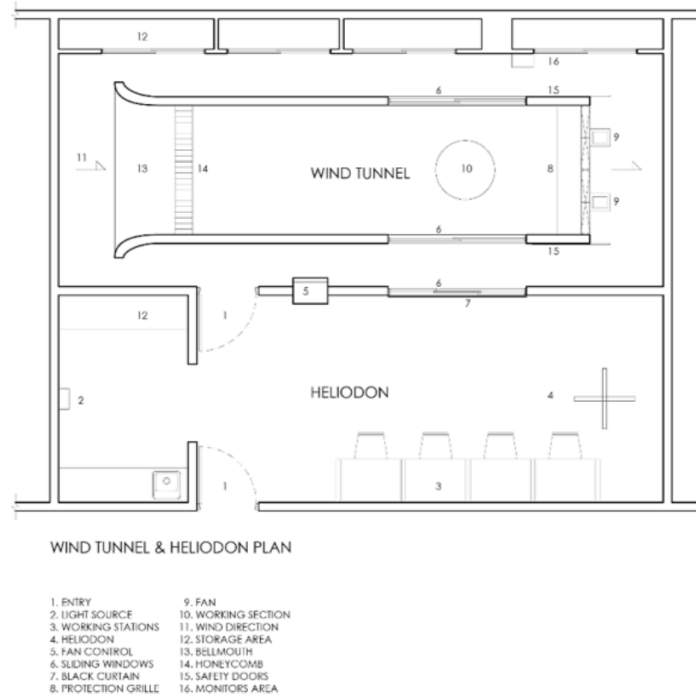 12
16
6
15
11
13
14
WIND TUNNEL
10
8
9
9
6
15
5
6
7
12
1
2
HELIODON
4
1
3
WIND TUNNEL & HELIODON PLAN
1. ENTRY
2. LIGHT SOURCE
3. WORKING STATIONS
4. HELIODON
5. FAN CONTROL
6. SLIDING WINDOWS
7. BLACK CURTAIN
8. PROTECTION GRILLE
9. FAN
10. WORKING SECTION
11. WIND DIRECTION
12. STORAGE AREA
13. BELLMOUTH
14. HONEYCOMB
15. SAFETY DOORS
16. MONITORS AREA